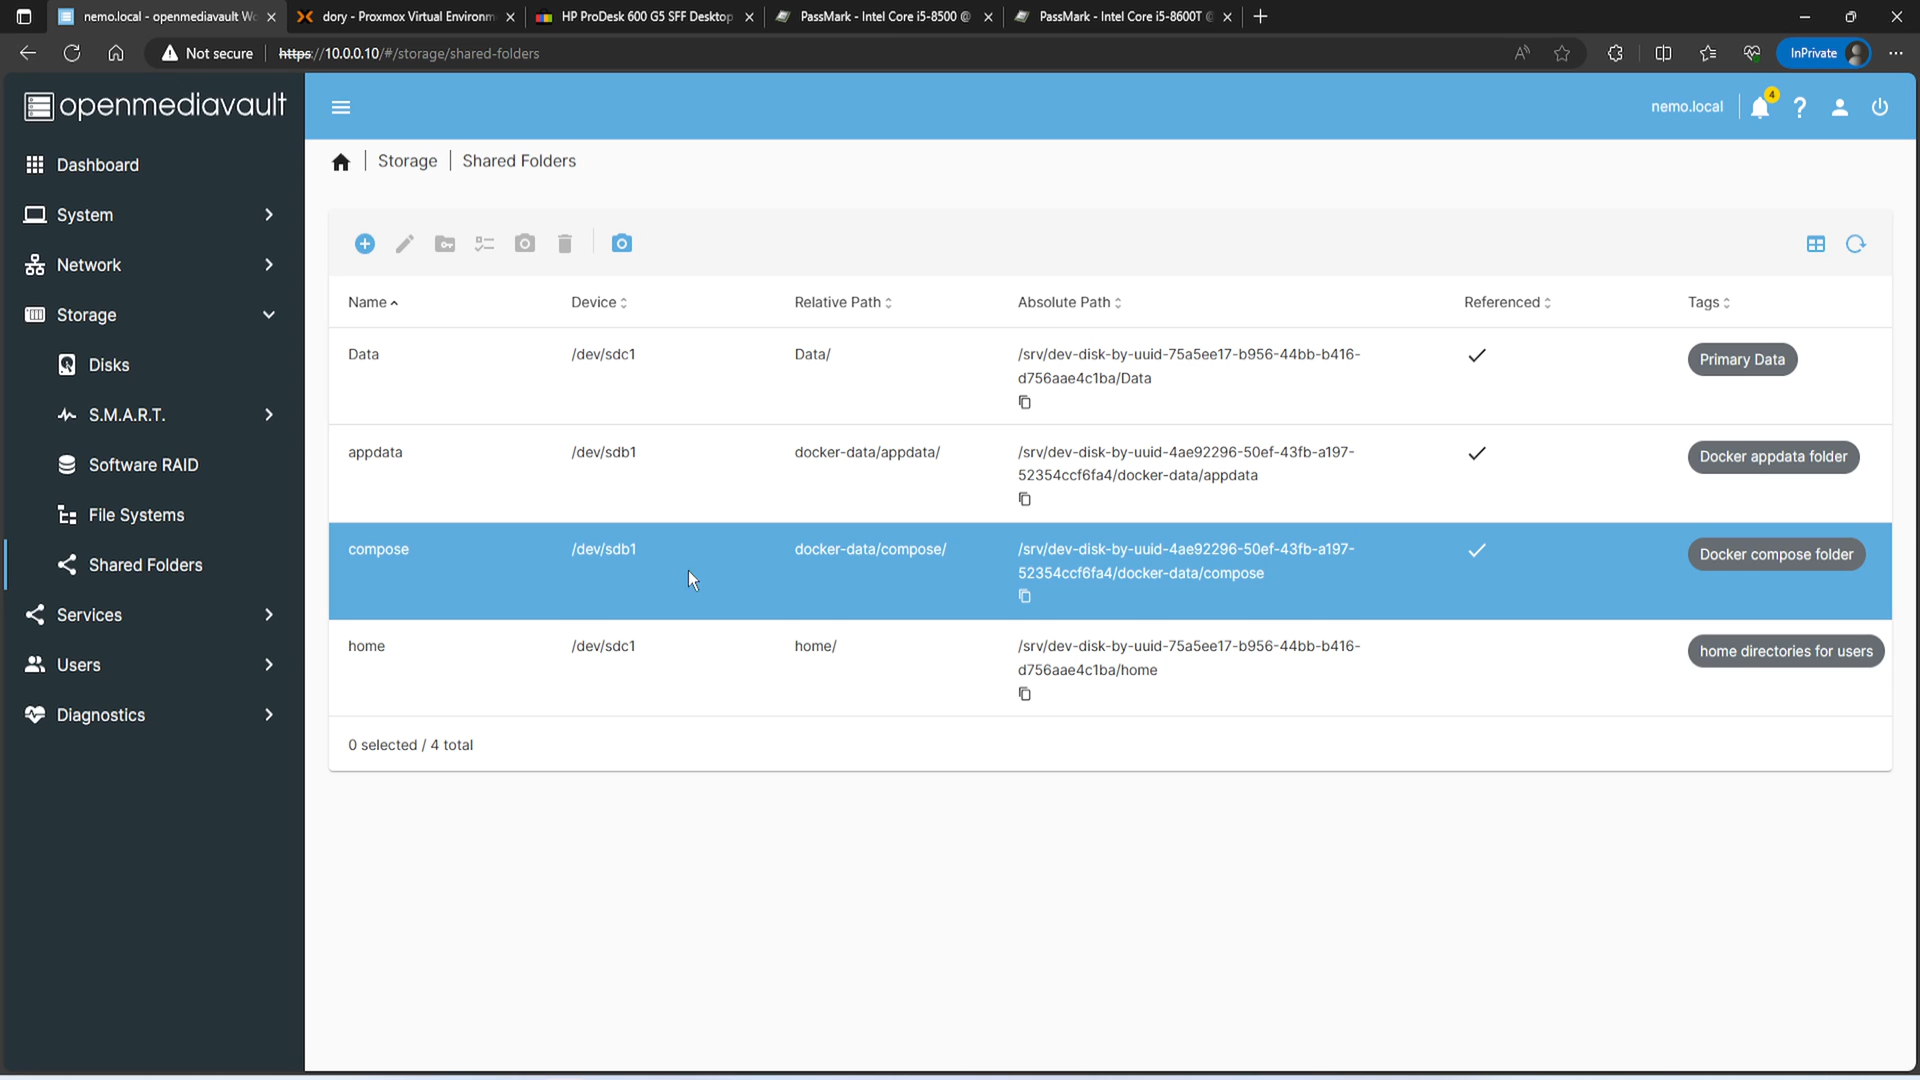 nemo.local - openmediavault Wo
dory - Proxmox Virtual Environm
HP ProDesk 600 G5 SFF Desktop
PassMark - Intel Core i5-8500 @
PassMark - Intel Core i5-8600T @
Not secure
https://10.0.0.10/#/storage/shared-folders
InPrivate
openmediavault
nemo.local
4
Dashboard
System
Network
Storage
Disks
S.M.A.R.T.
Software RAID
File Systems
Shared Folders
Services
Users
Diagnostics
Storage | Shared Folders
Name Device Relative Path Absolute Path Referenced Tags
Data /dev/sdc1 Data/ /srv/dev-disk-by-uuid-75a5ee17-b956-44bb-b416- Primary Data
d756aae4c1ba/Data
appdata /dev/sdb1 docker-data/appdata/ /srv/dev-disk-by-uuid-4ae92296-50ef-43fb-a197- Docker appdata folder
52354ccf6fa4/docker-data/appdata
compose /dev/sdb1 docker-data/compose/ /srv/dev-disk-by-uuid-4ae92296-50ef-43fb-a197- Docker compose folder
52354ccf6fa4/docker-data/compose
home /dev/sdc1 home/ /srv/dev-disk-by-uuid-75a5ee17-b956-44bb-b416- home directories for users
d756aae4c1ba/home
0 selected / 4 total